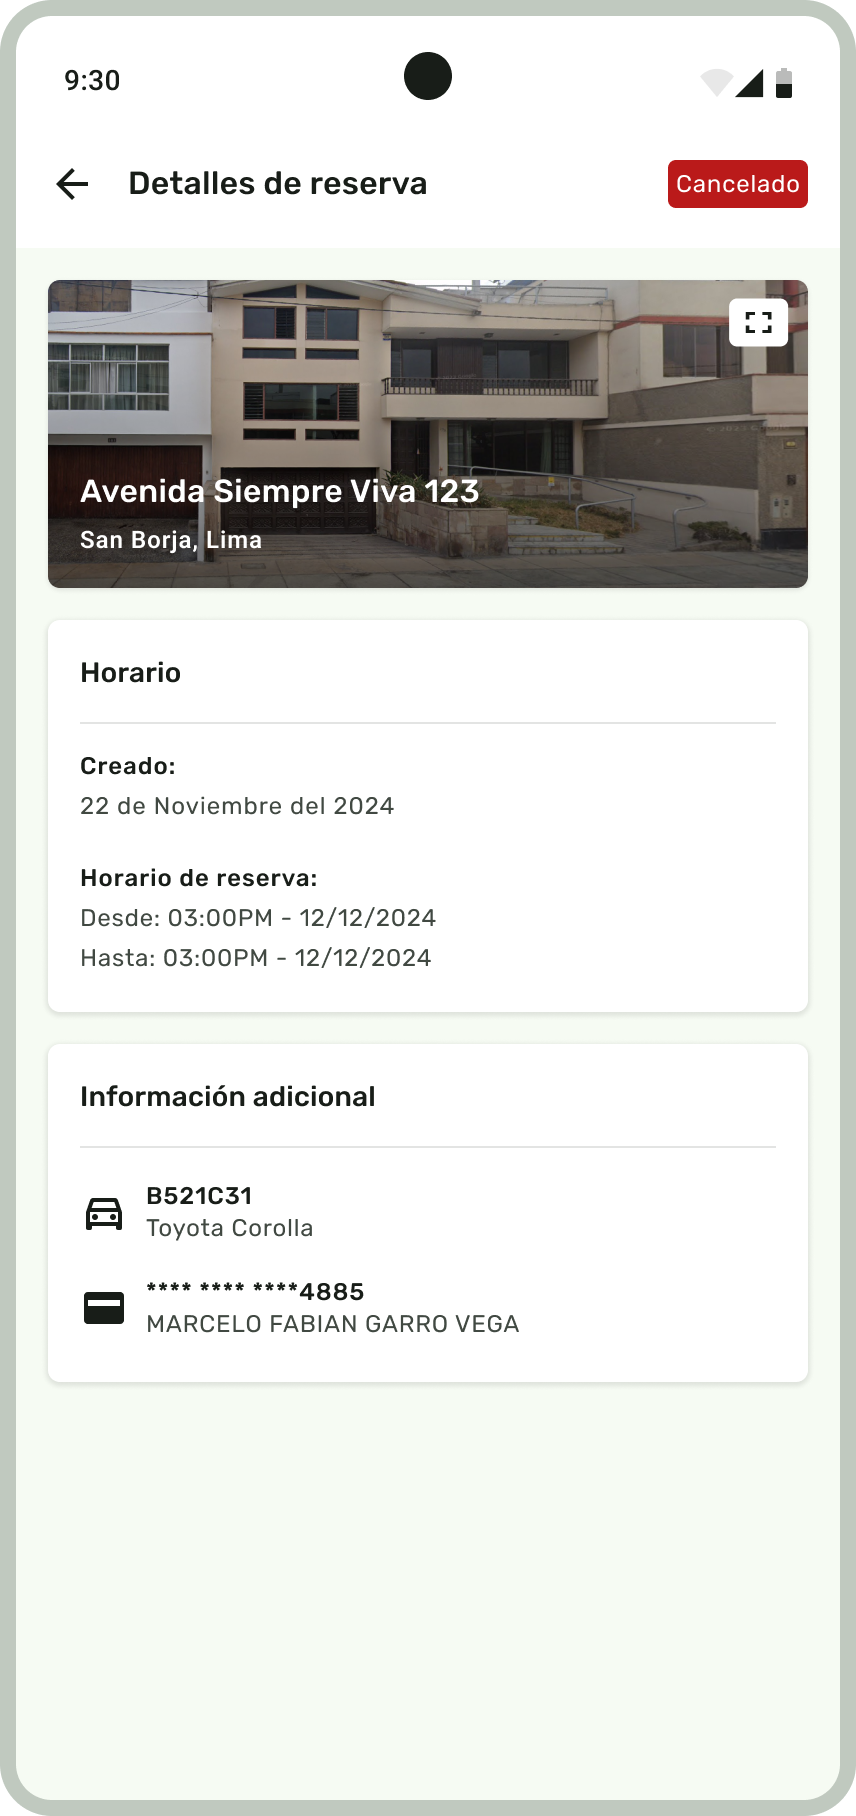 9:30
Detalles de reserva
Cancelado
Avenida Siempre Viva 123
San Borja, Lima
Horario
Creado:
22 de Noviembre del 2024
Horario de reserva:
Desde: 03:00PM - 12/12/2024
Hasta: 03:00PM - 12/12/2024
Información adicional
B521C31
Toyota Corolla
**** **** ****4885
MARCELO FABIAN GARRO VEGA